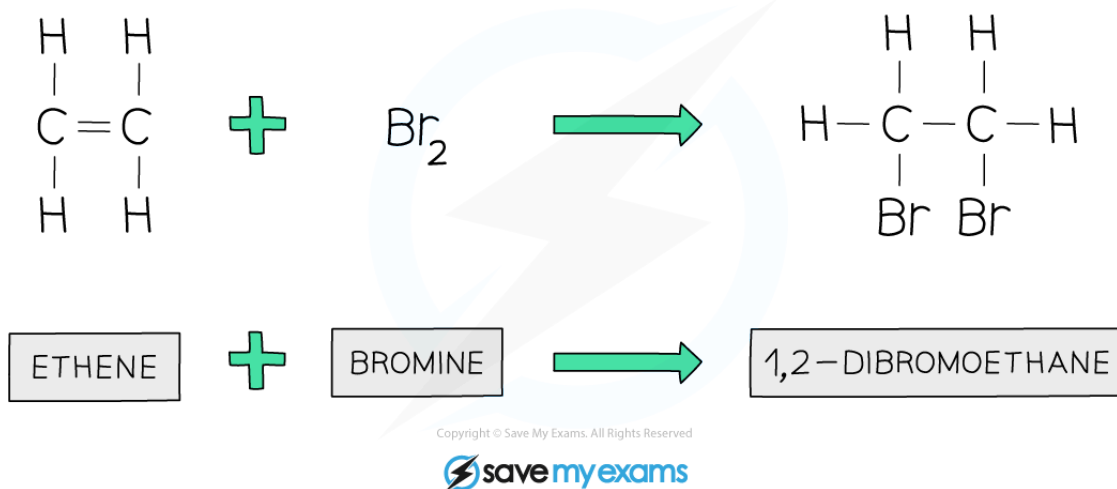 H H H H
C=C + Br2 → H-C-C-H
H H Br Br
ETHENE + BROMINE → 1,2-DIBROMOETHANE
Copyright © Save My Exams. All Rights Reserved
save my exams